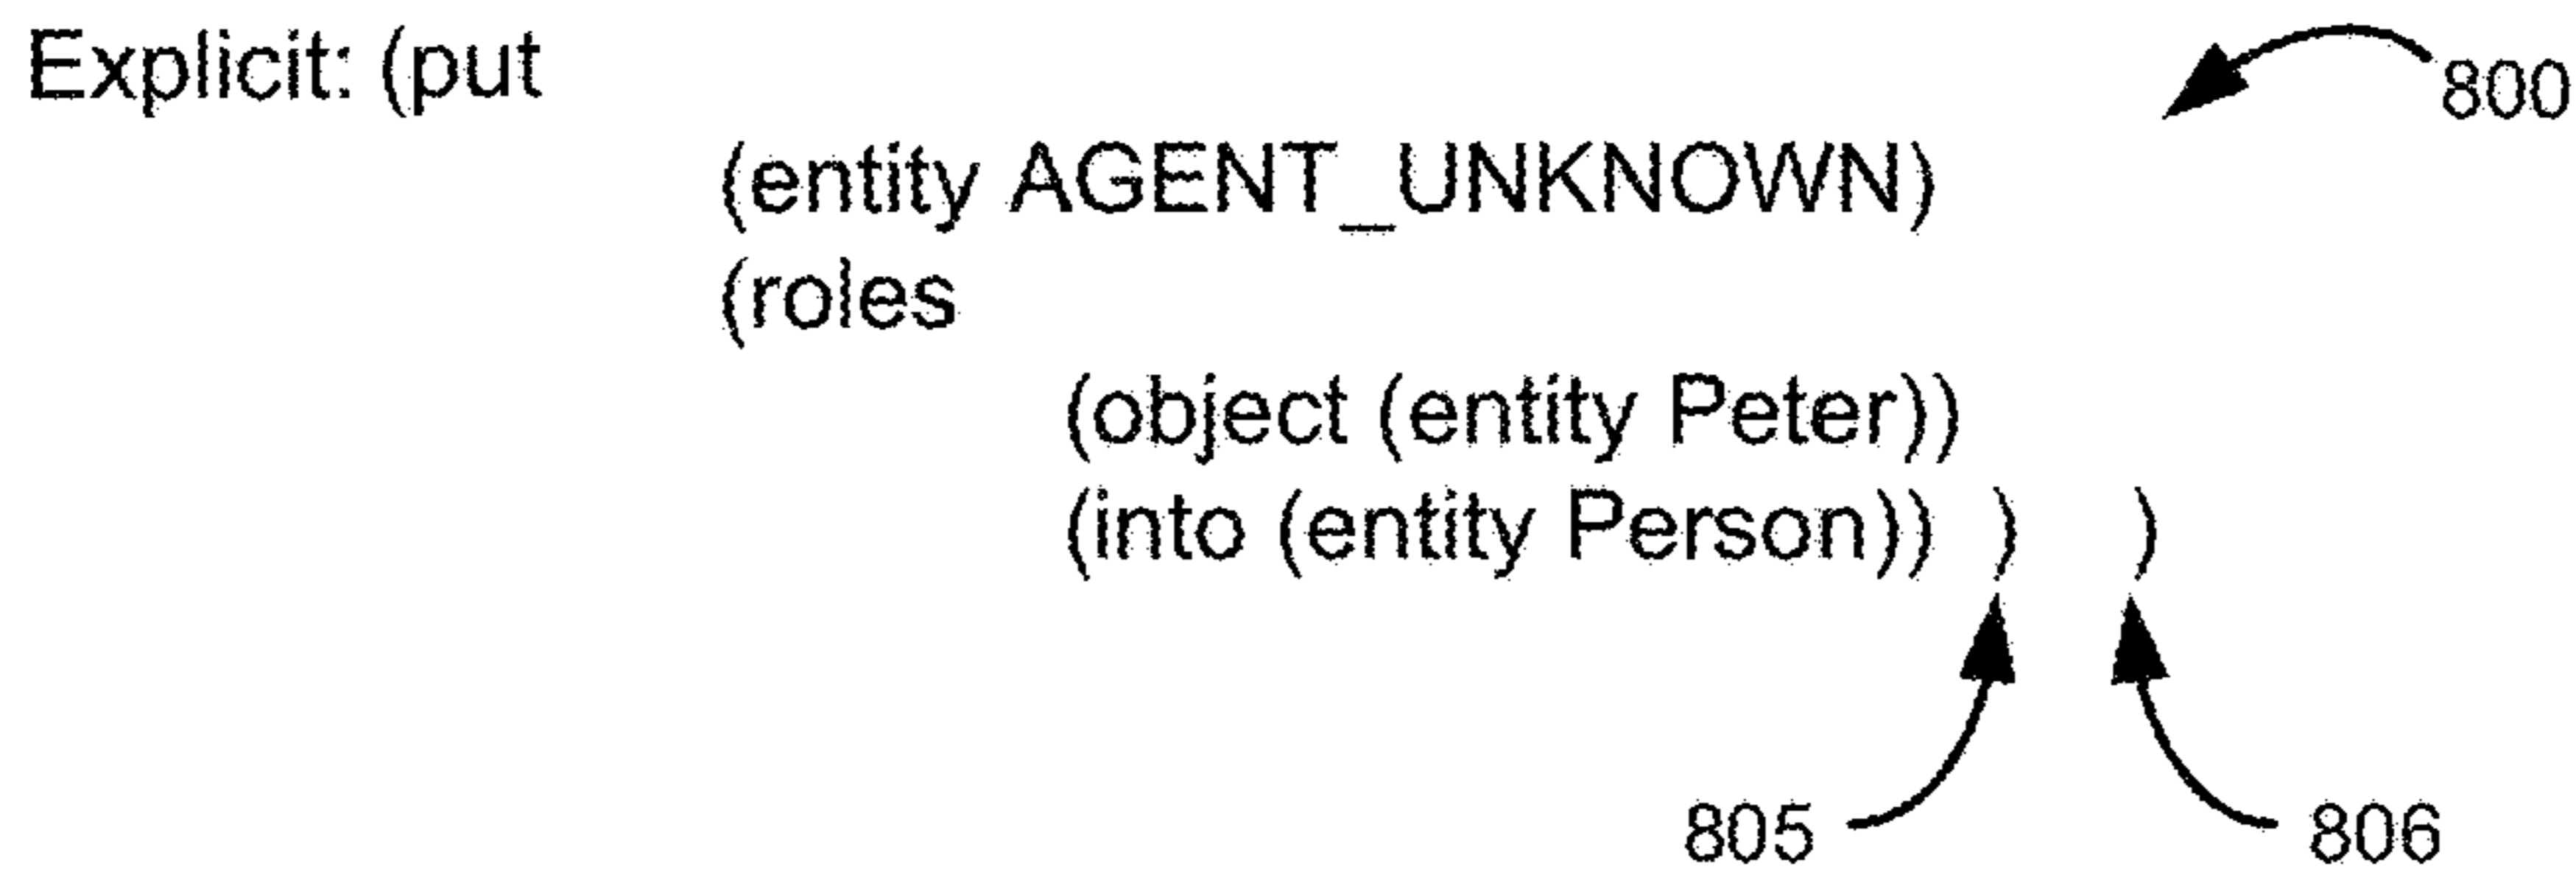 Explicit: (put
800
(entity AGENT_UNKNOWN)
(roles
(object (entity Peter))
(into (entity Person)) ) )
805 806